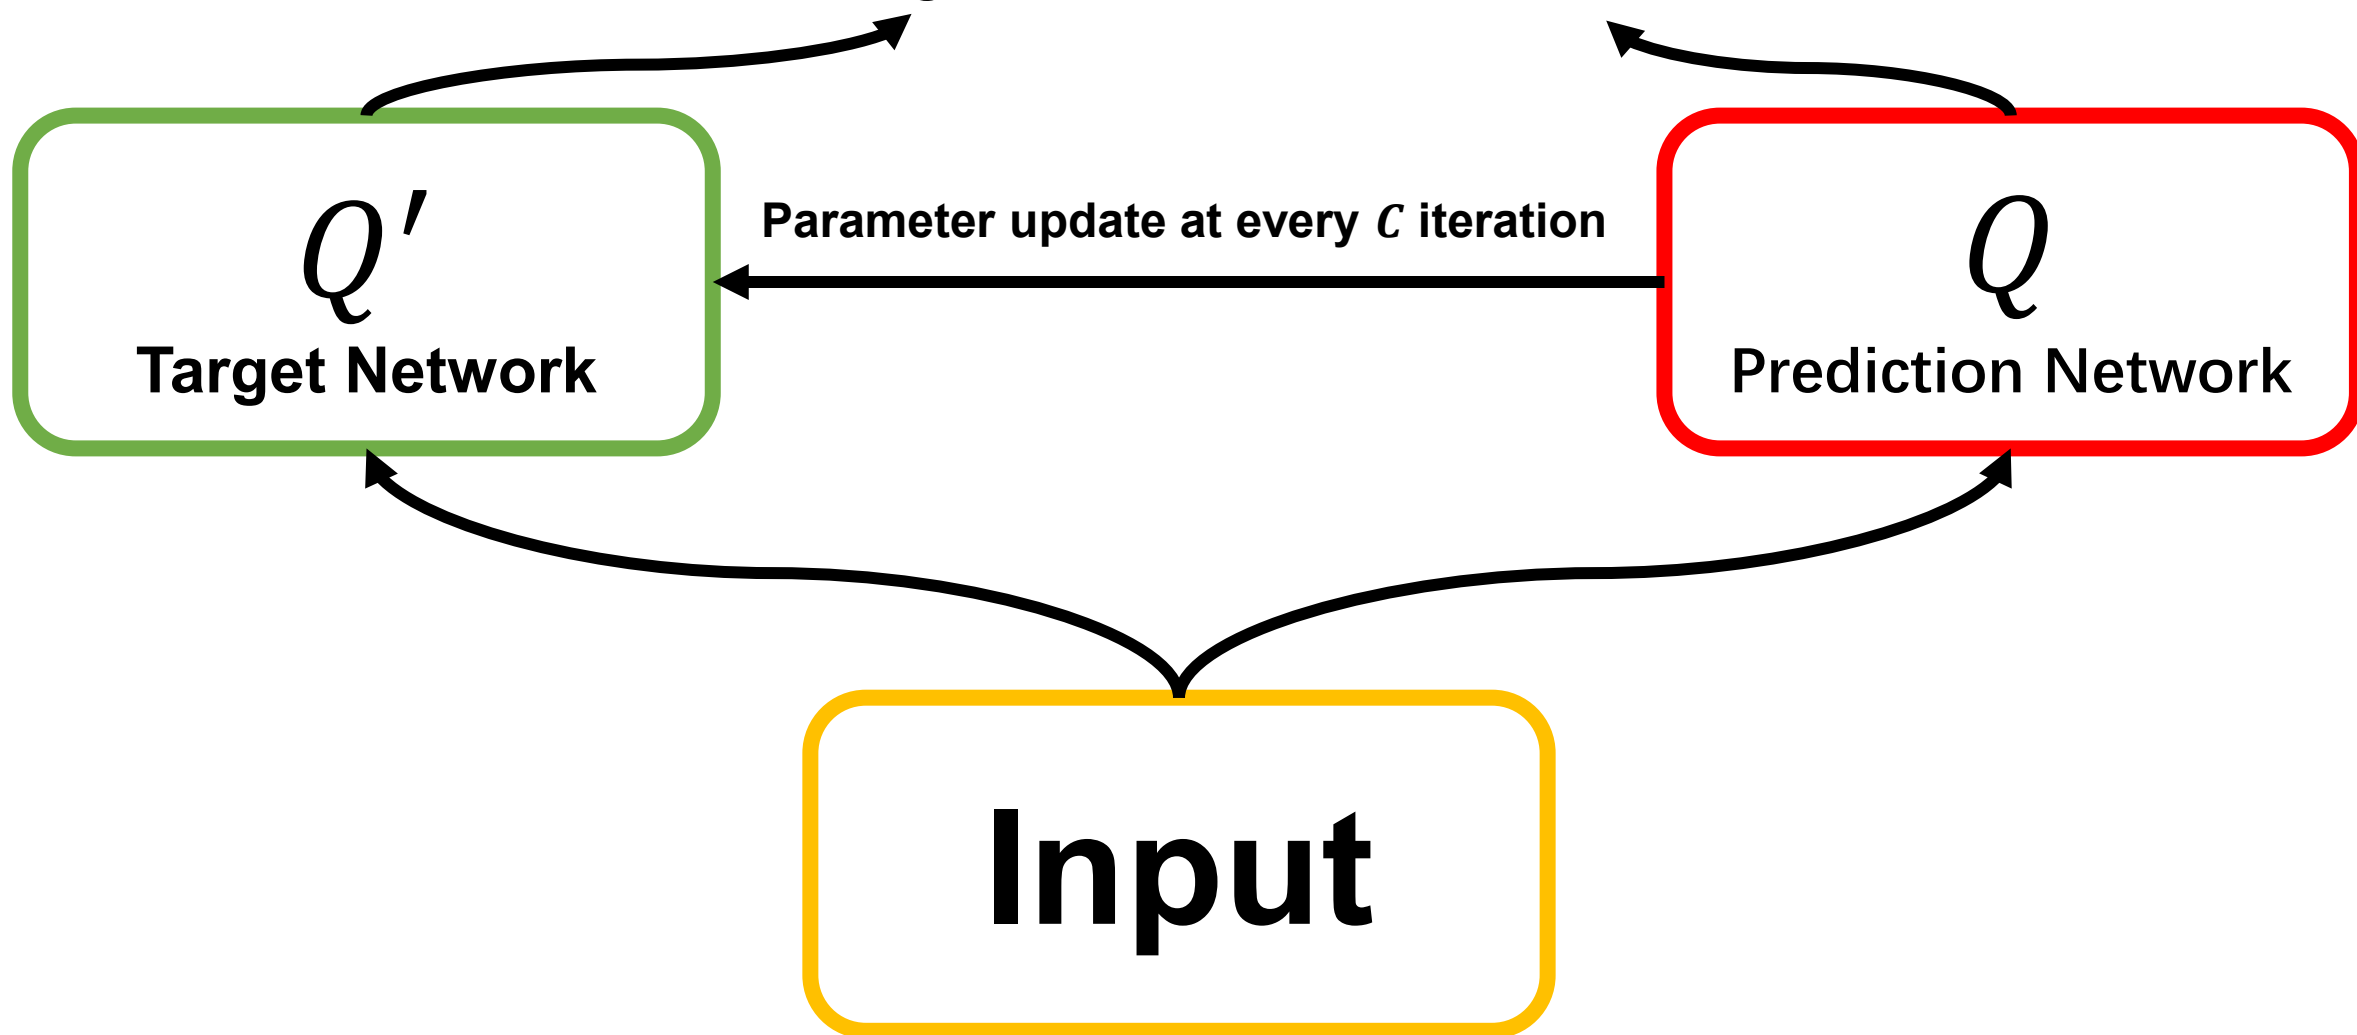 Q′
Target Network
Parameter update at every C iteration
Q
Prediction Network
Input